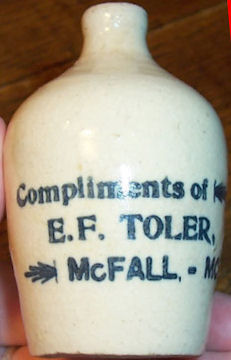 Compliments of
E.F. TOLER,
McFALL, - MO